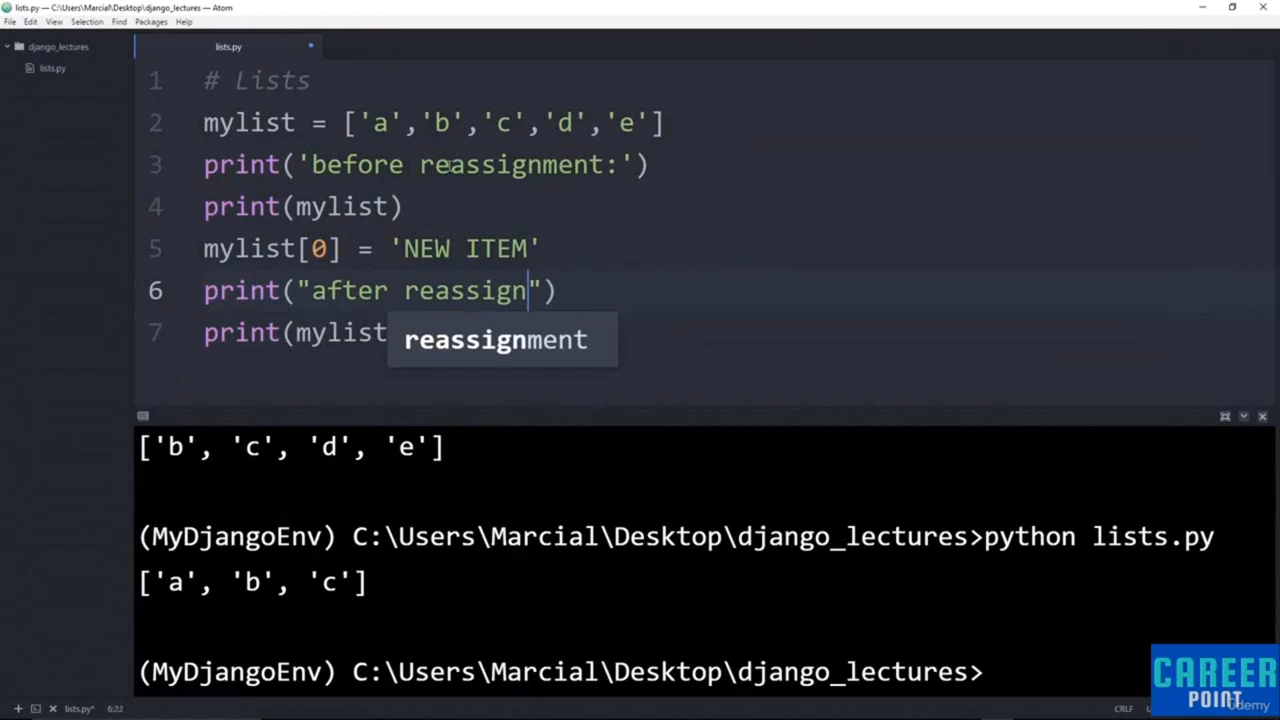 lists.py — C:\Users\Marcial\Desktop\django_lectures — Atom
File Edit View Selection Find Packages Help
django_lectures
lists.py
lists.py
1 # Lists
2 mylist = ['a','b','c','d','e']
3 print('before reassignment:')
4 print(mylist)
5 mylist[0] = 'NEW ITEM'
6 print("after reassign")
7 print(mylist
reassignment
['b', 'c', 'd', 'e']
(MyDjangoEnv) C:\Users\Marcial\Desktop\django_lectures>python lists.py
['a', 'b', 'c']
(MyDjangoEnv) C:\Users\Marcial\Desktop\django_lectures>
CAREER
POINT
Udemy
lists.py* 6:22
CRLF